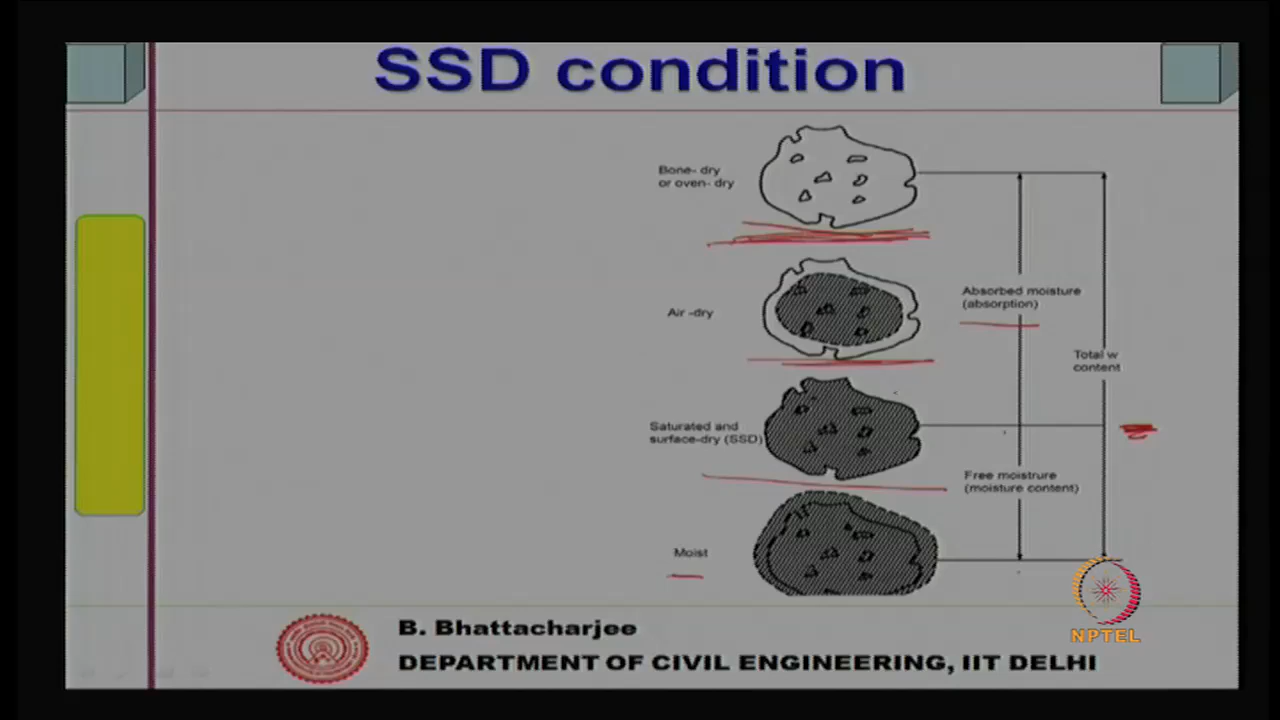 SSD condition
Bone- dry
or oven- dry
Air -dry
Absorbed moisture
(absorption)
Total w
content
Saturated and
surface-dry (SSD)
Free moistrure
(moisture content)
Moist
NPTEL
B. Bhattacharjee
DEPARTMENT OF CIVIL ENGINEERING, IIT DELHI